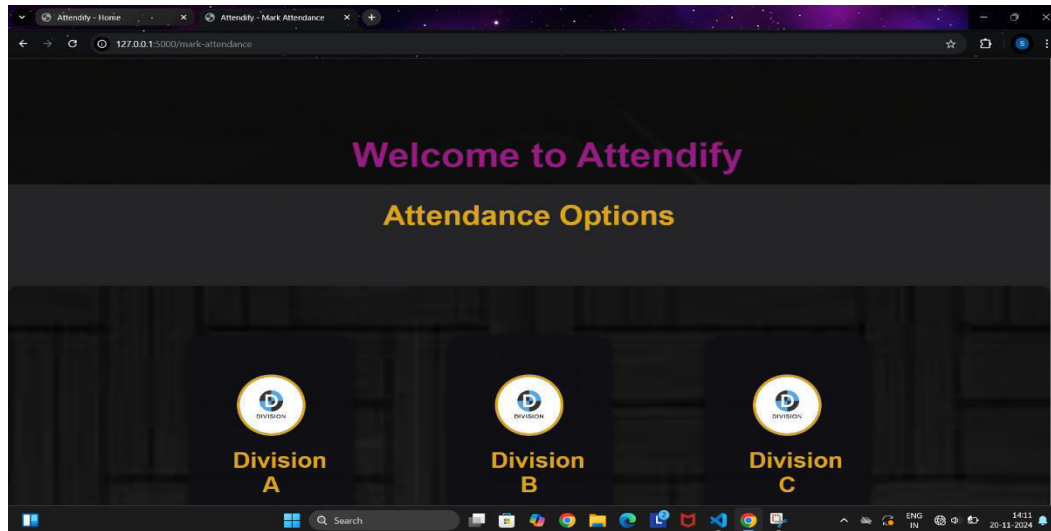 Attendify - Home
Attendify - Mark Attendance
127.0.0.1:5000/mark-attendance
S
Welcome to Attendify
Attendance Options
D
DIVISION
D
DIVISION
D
DIVISION
Division
A
Division
B
Division
C
Search
2
ENG
IN
14:11
20-11-2024